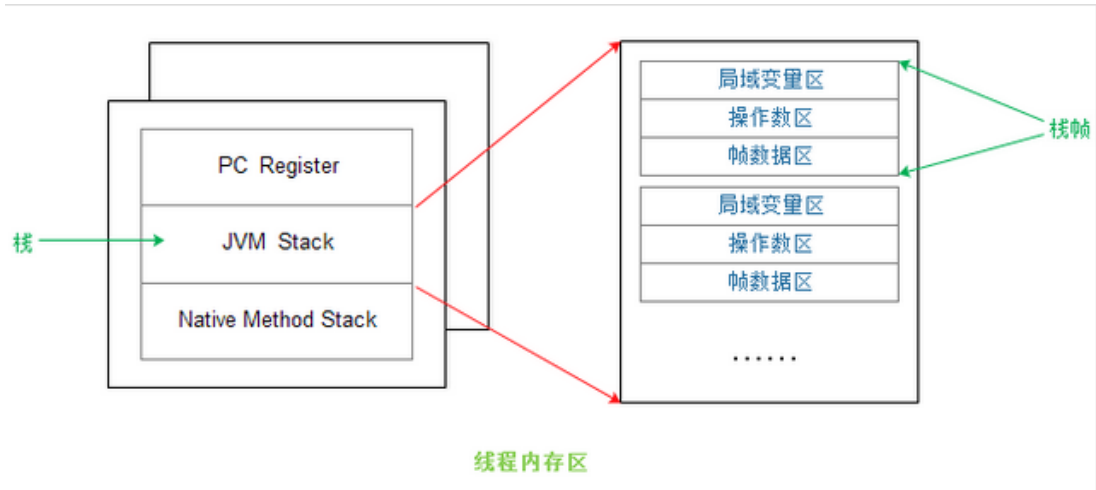 PC Register
栈
JVM Stack
Native Method Stack
局域变量区
操作数区
帧数据区
栈帧
局域变量区
操作数区
帧数据区
......
线程内存区